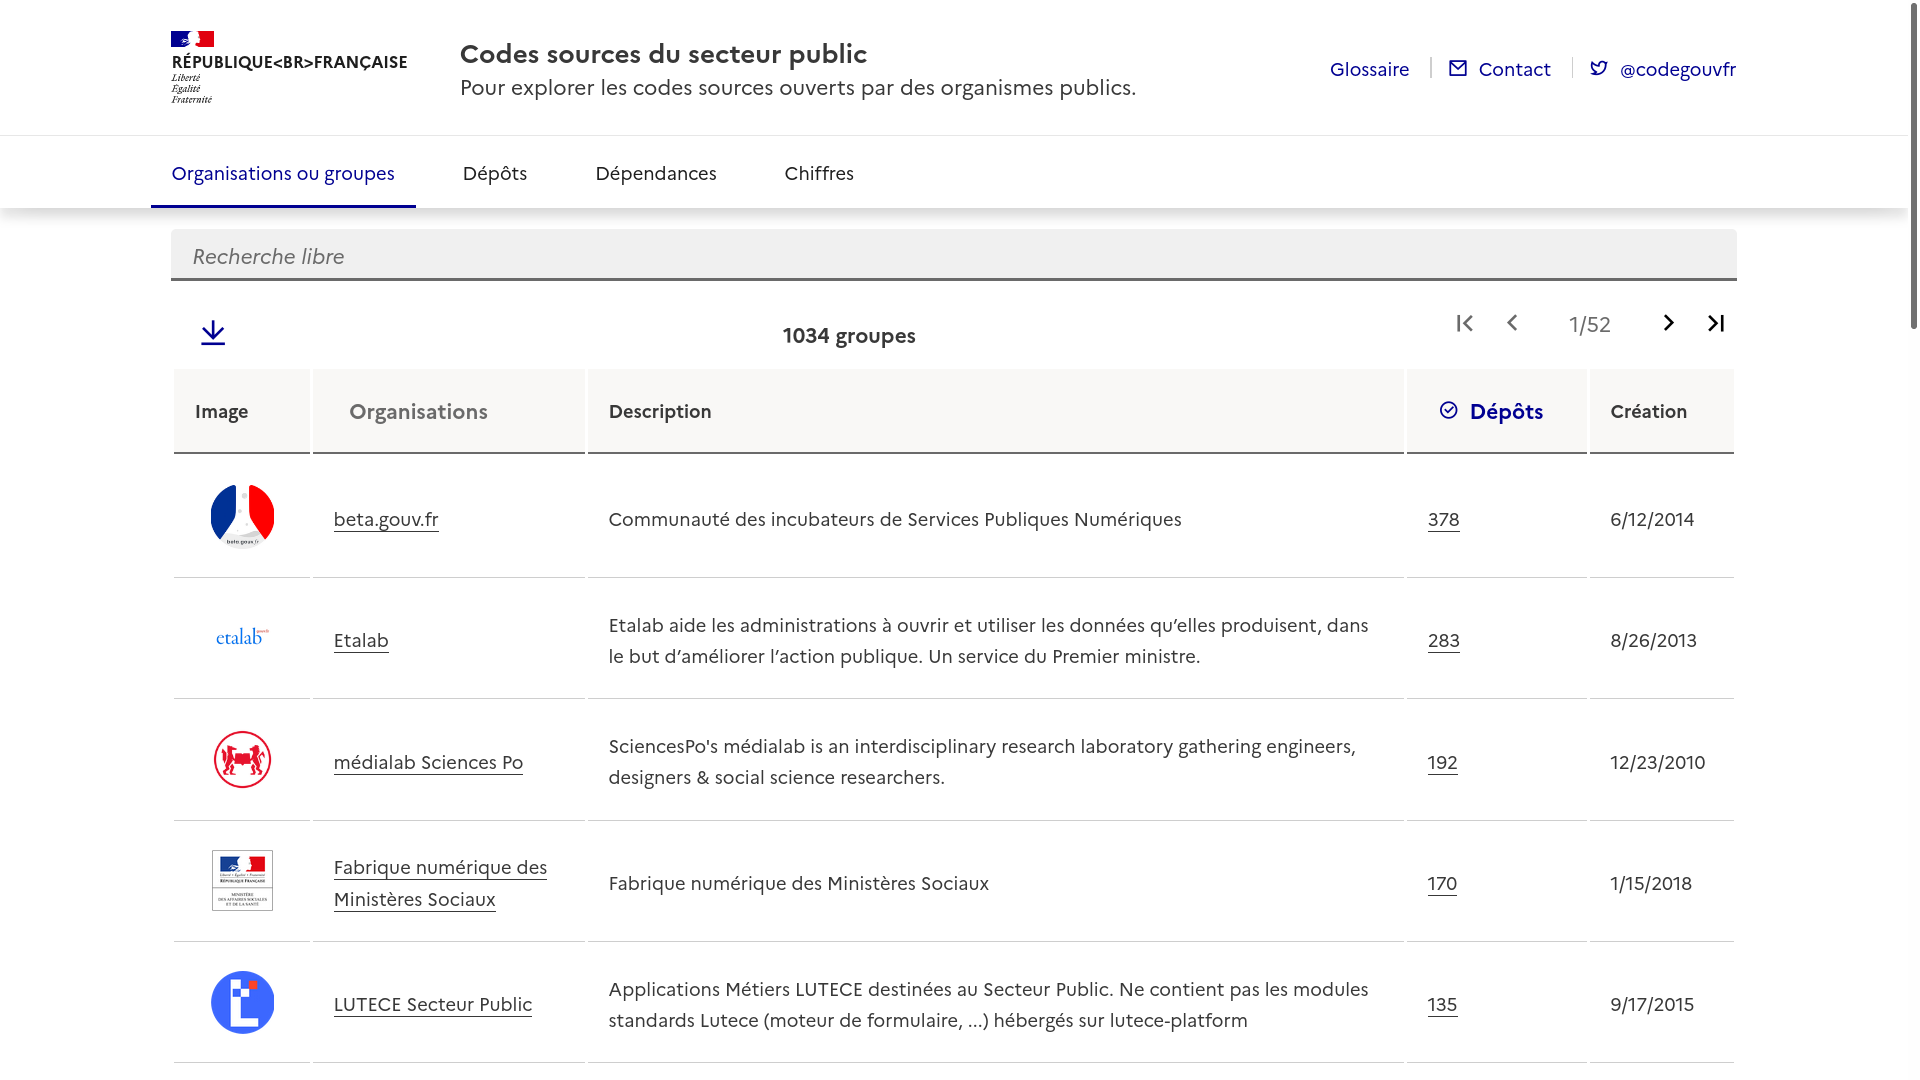 RÉPUBLIQUE<BR>FRANÇAISE
Liberté
Égalité
Fraternité
Codes sources du secteur public
Pour explorer les codes sources ouverts par des organismes publics.
Glossaire
Contact
@codegouvfr
Organisations ou groupes
Dépôts
Dépendances
Chiffres
Recherche libre
1034 groupes
1/52
Image
Organisations
Description
Dépôts
Création
beta.gouv.fr
beta.gouv.fr
Communauté des incubateurs de Services Publiques Numériques
378
6/12/2014
etalab
Etalab
Etalab aide les administrations à ouvrir et utiliser les données qu’elles produisent, dans
le but d’améliorer l’action publique. Un service du Premier ministre.
283
8/26/2013
médialab Sciences Po
SciencesPo's médialab is an interdisciplinary research laboratory gathering engineers,
designers & social science researchers.
192
12/23/2010
Fabrique numérique des
Ministères Sociaux
Fabrique numérique des Ministères Sociaux
170
1/15/2018
LUTECE Secteur Public
Applications Métiers LUTECE destinées au Secteur Public. Ne contient pas les modules
standards Lutece (moteur de formulaire, ...) hébergés sur lutece-platform
135
9/17/2015